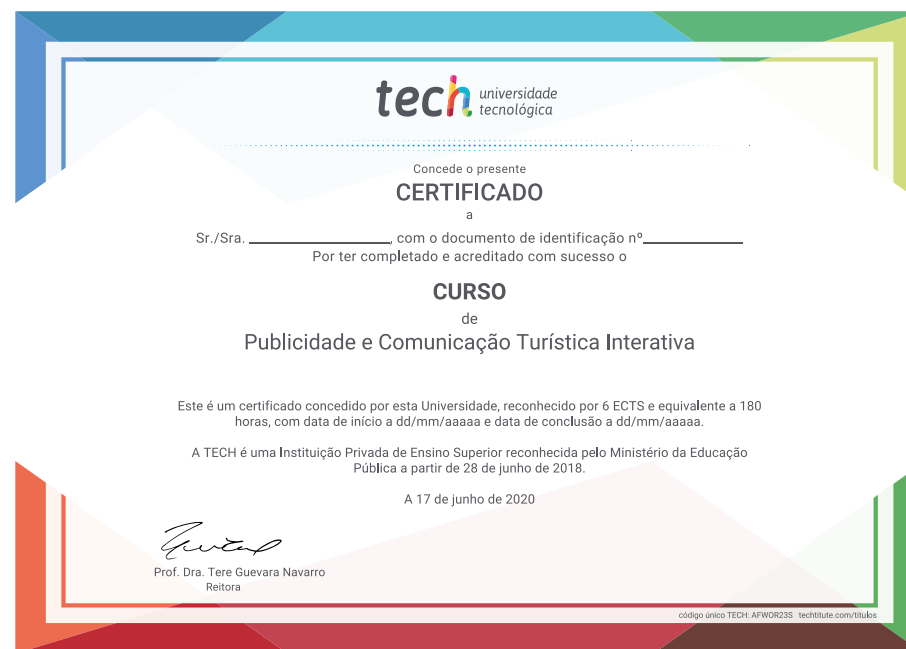 tech universidade
tecnológica
Concede o presente
CERTIFICADO
a
Sr./Sra. ____________________, com o documento de identificação nº______________
Por ter completado e acreditado com sucesso o
CURSO
de
Publicidade e Comunicação Turística Interativa
Este é um certificado concedido por esta Universidade, reconhecido por 6 ECTS e equivalente a 180
horas, com data de início a dd/mm/aaaaa e data de conclusão a dd/mm/aaaaa.
A TECH é uma Instituição Privada de Ensino Superior reconhecida pelo Ministério da Educação
Pública a partir de 28 de junho de 2018.
A 17 de junho de 2020
Prof. Dra. Tere Guevara Navarro
Reitora
código único TECH: AFWOR23S techtitute.com/titulos